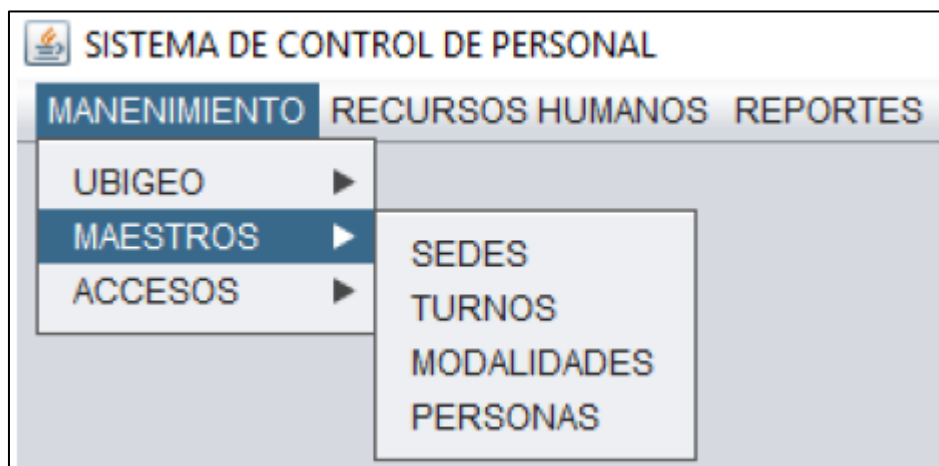 SISTEMA DE CONTROL DE PERSONAL
MANENIMIENTO RECURSOS HUMANOS REPORTES
UBIGEO
MAESTROS
ACCESOS
SEDES
TURNOS
MODALIDADES
PERSONAS